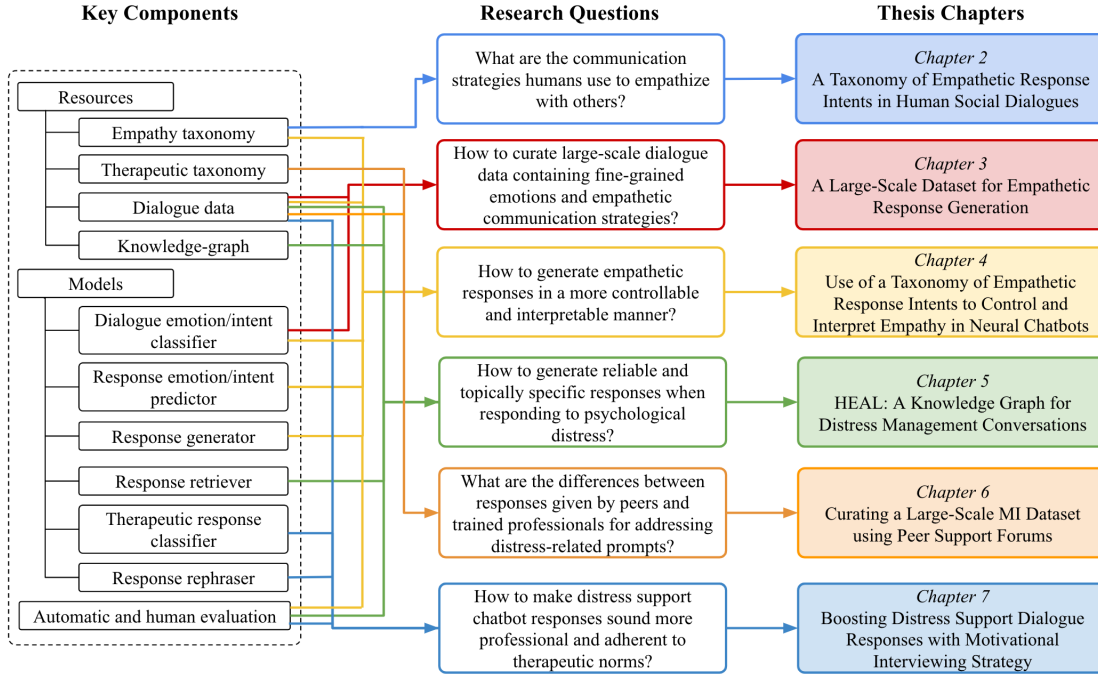 Key Components
Research Questions
Thesis Chapters
Resources
Empathy taxonomy
Therapeutic taxonomy
Dialogue data
Knowledge-graph
Models
Dialogue emotion/intent
classifier
Response emotion/intent
predictor
Response generator
Response retriever
Therapeutic response
classifier
Response rephraser
Automatic and human evaluation
What are the communication
strategies humans use to empathize
with others?
How to curate large-scale dialogue
data containing fine-grained
emotions and empathetic
communication strategies?
How to generate empathetic
responses in a more controllable
and interpretable manner?
How to generate reliable and
topically specific responses when
responding to psychological
distress?
What are the differences between
responses given by peers and
trained professionals for addressing
distress-related prompts?
How to make distress support
chatbot responses sound more
professional and adherent to
therapeutic norms?
Chapter 2
A Taxonomy of Empathetic Response
Intents in Human Social Dialogues
Chapter 3
A Large-Scale Dataset for Empathetic
Response Generation
Chapter 4
Use of a Taxonomy of Empathetic
Response Intents to Control and
Interpret Empathy in Neural Chatbots
Chapter 5
HEAL: A Knowledge Graph for
Distress Management Conversations
Chapter 6
Curating a Large-Scale MI Dataset
using Peer Support Forums
Chapter 7
Boosting Distress Support Dialogue
Responses with Motivational
Interviewing Strategy